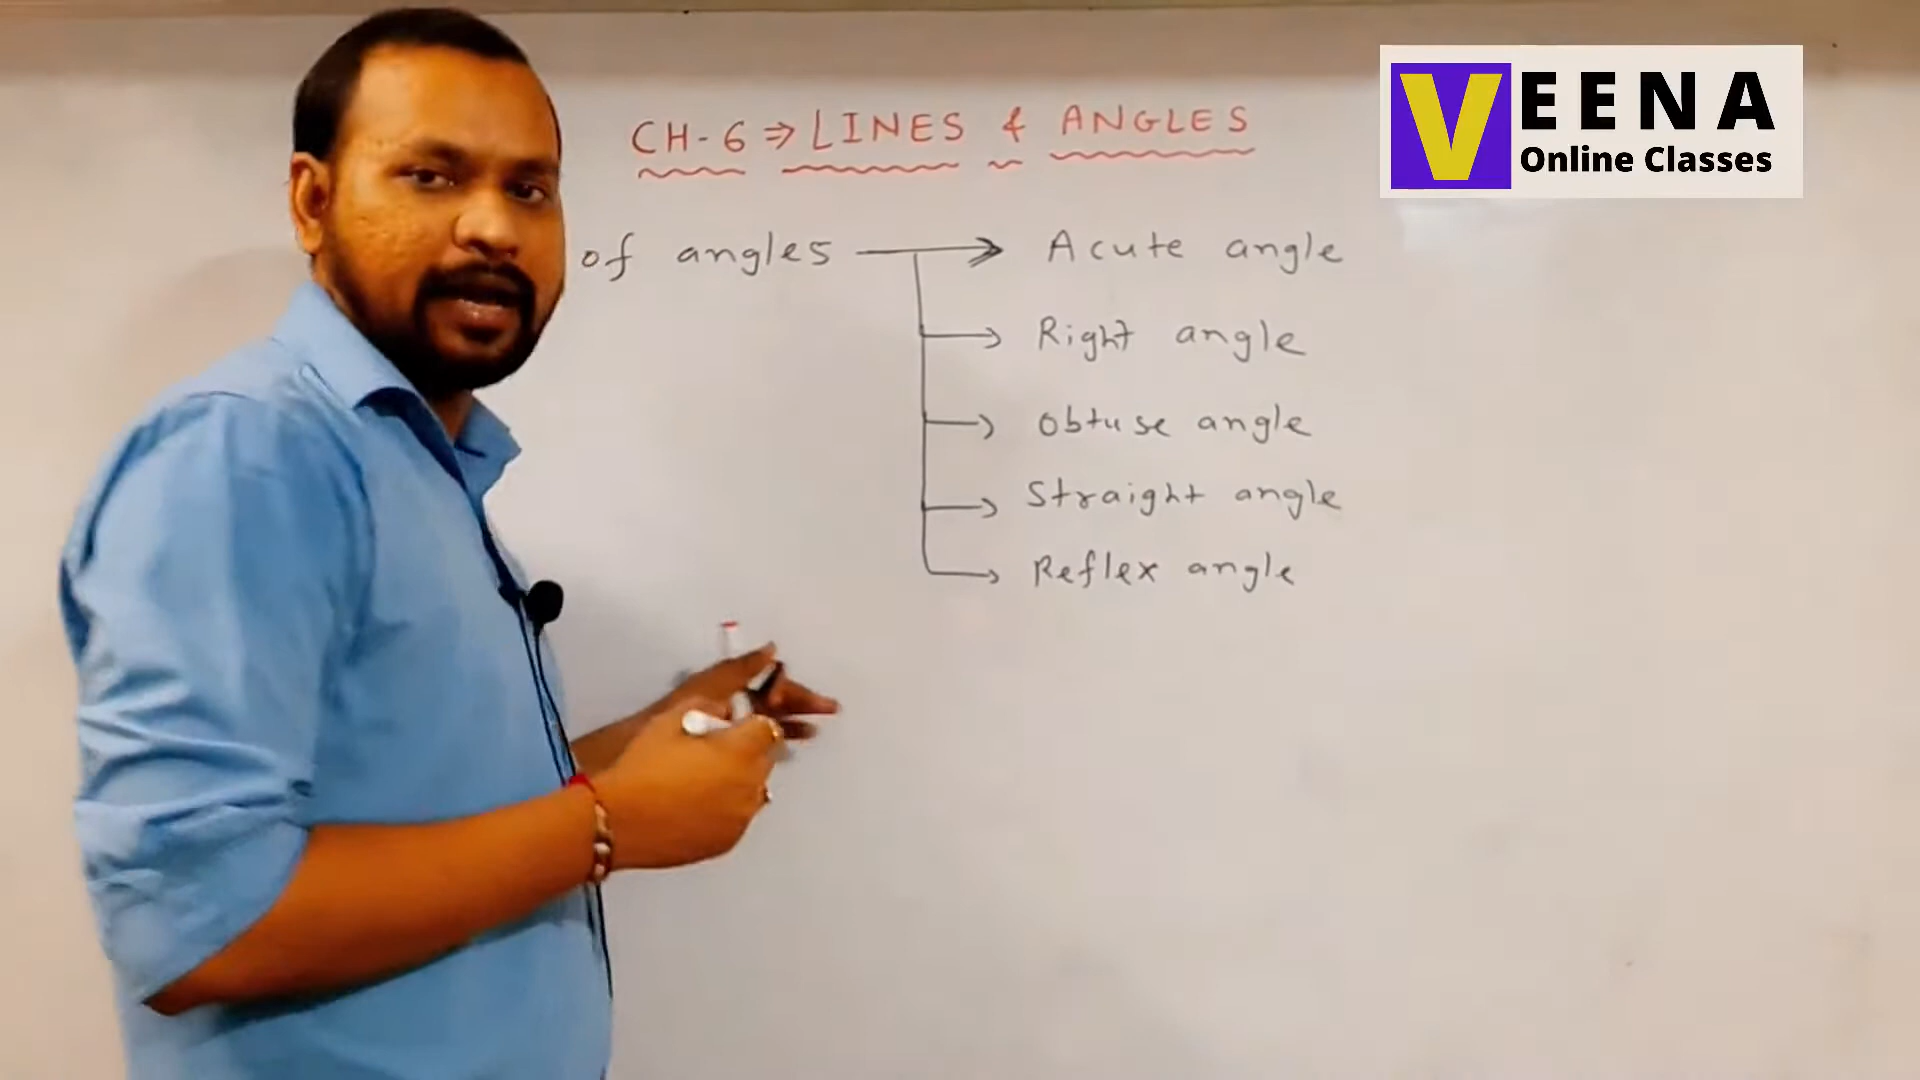 CH-6 ⇒ LINES & ANGLES
of angles → Acute angle
→ Right angle
→ Obtuse angle
→ Straight angle
→ Reflex angle
VEENA
Online Classes